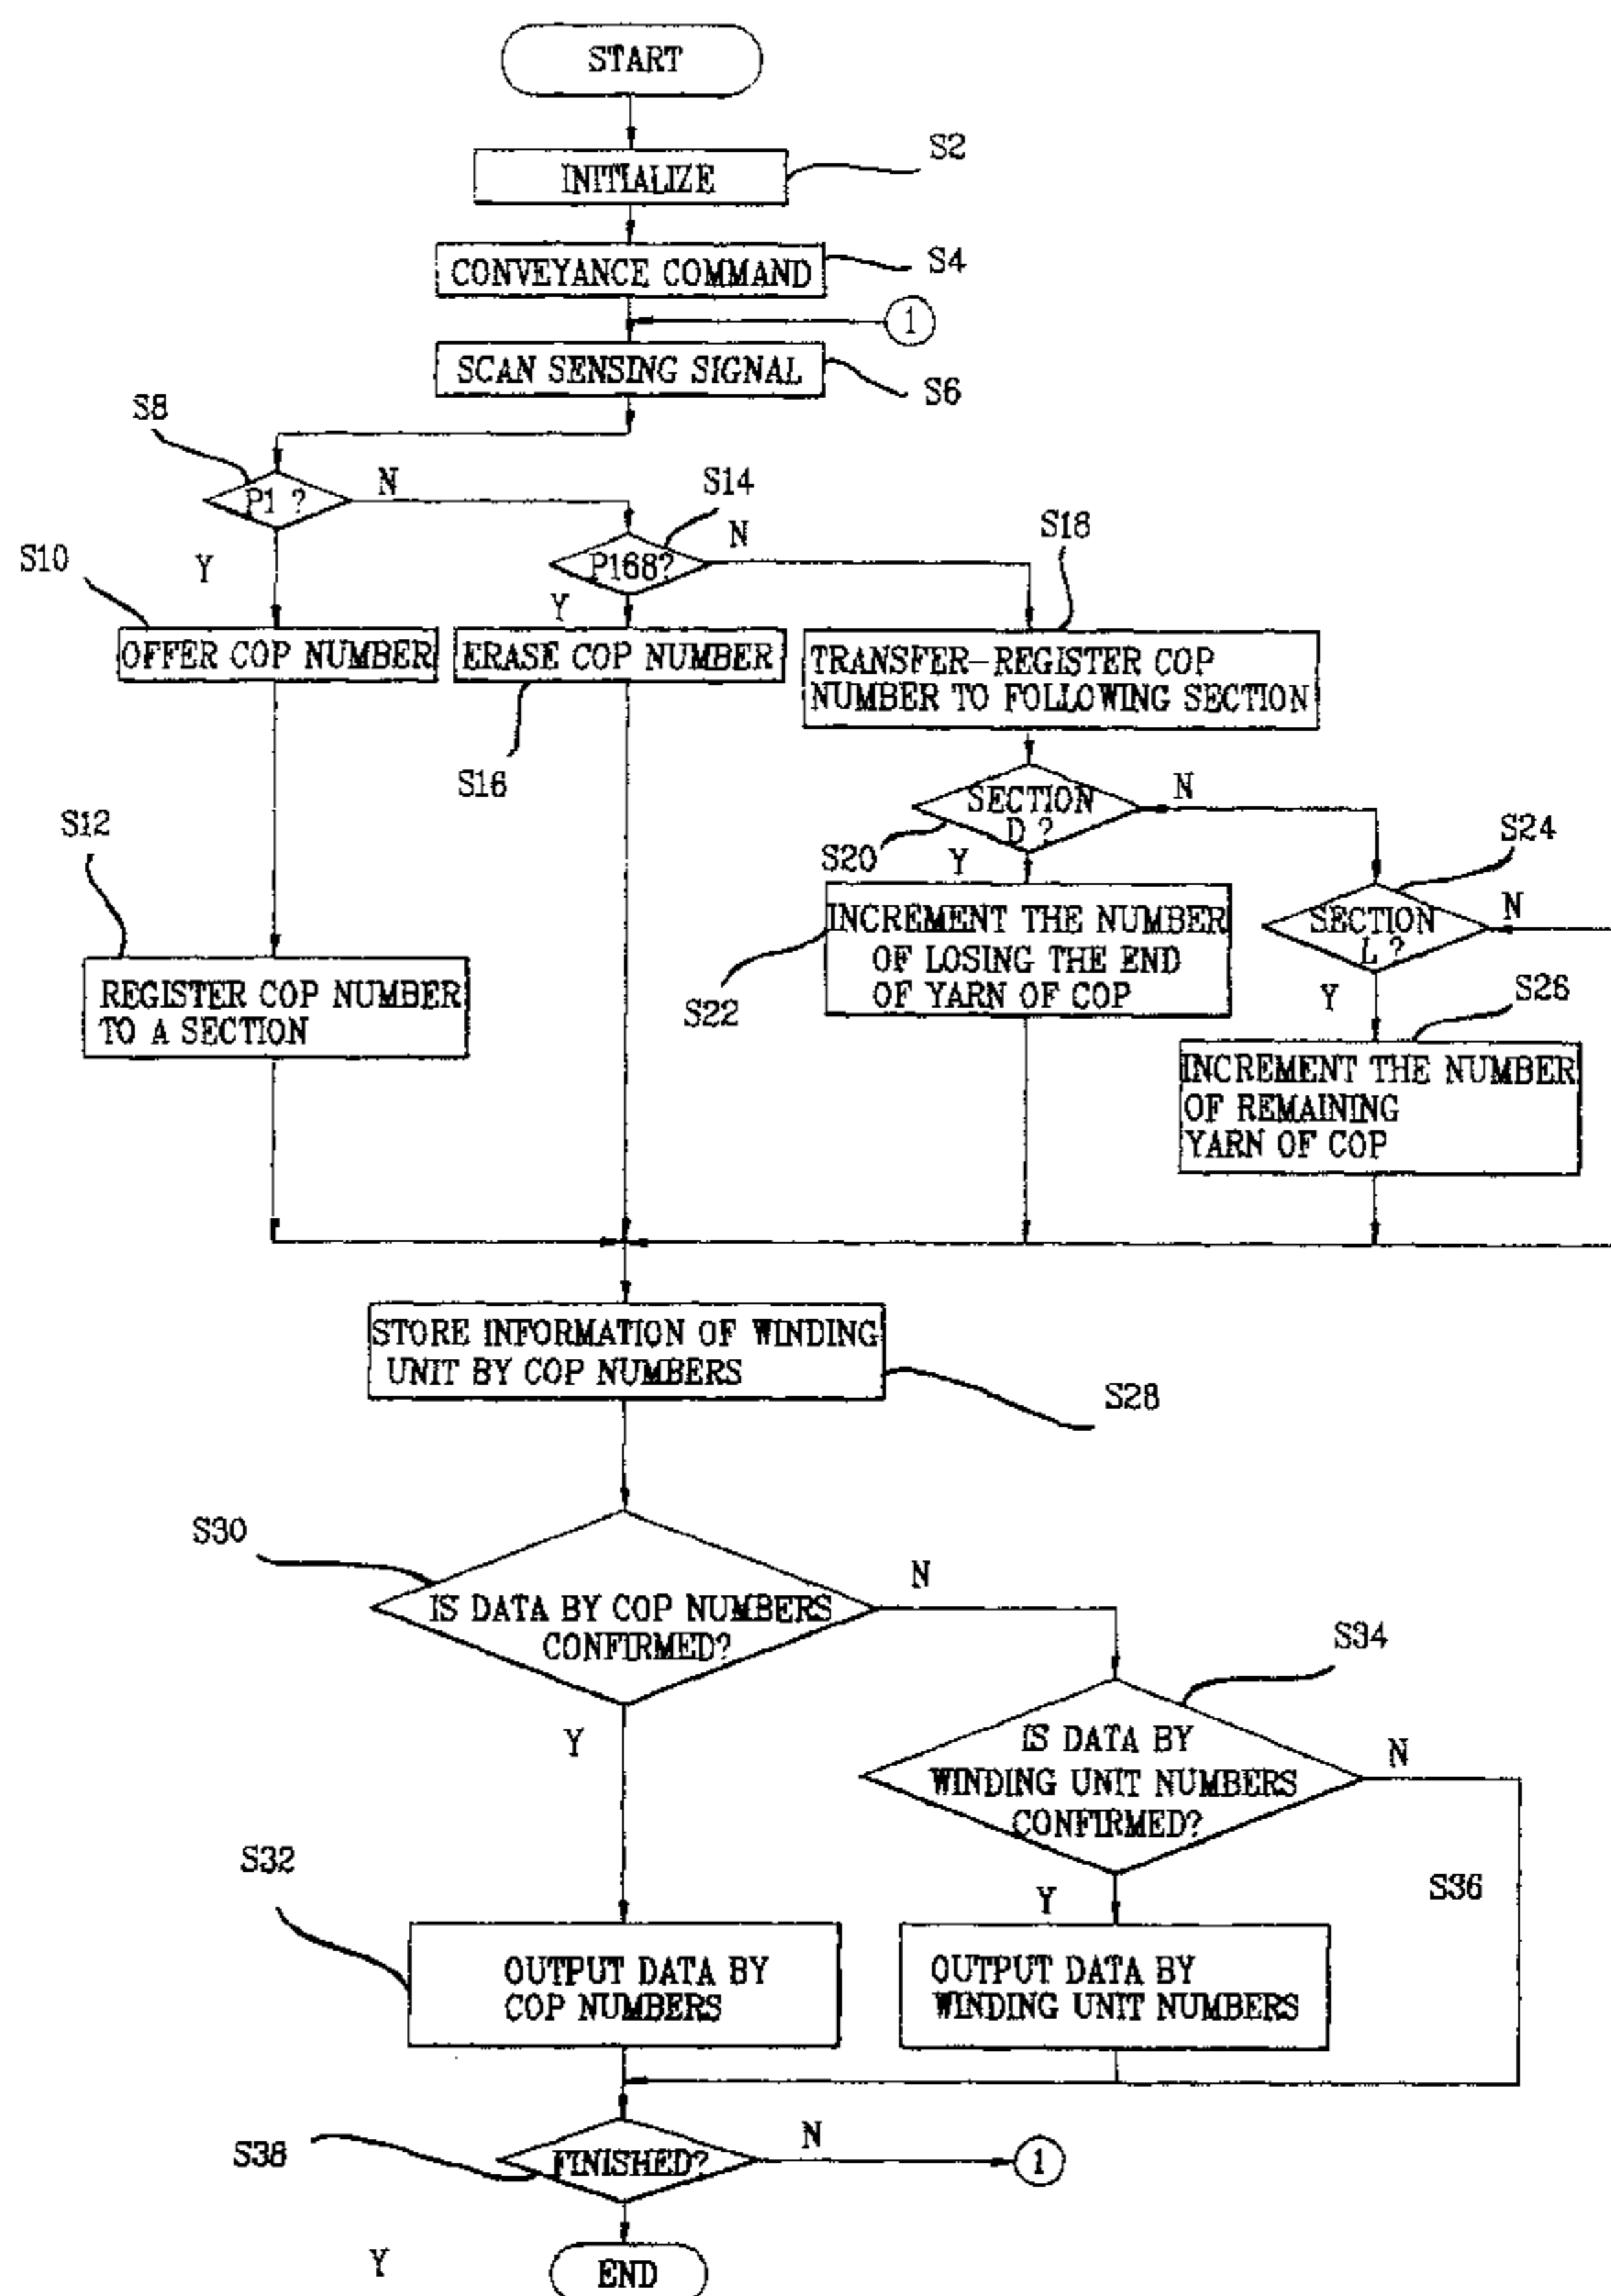 START
S2
INITIALIZE
S4
CONVEYANCE COMMAND
1
SCAN SENSING SIGNAL
S6
S8
P1 ?
N
S14
P168?
N
S18
S10
Y
Y
OFFER COP NUMBER
ERASE COP NUMBER
TRANSFER-REGISTER COP
NUMBER TO FOLLOWING SECTION
S16
SECTION
D ?
N
S12
S20
Y
S24
SECTION
L ?
N
INCREMENT THE NUMBER
OF LOSING THE END
OF YARN OF COP
S22
REGISTER COP NUMBER
TO A SECTION
Y
S26
INCREMENT THE NUMBER
OF REMAINING
YARN OF COP
STORE INFORMATION OF WINDING
UNIT BY COP NUMBERS
S28
S30
N
IS DATA BY COP NUMBERS
CONFIRMED?
S34
Y
IS DATA BY
WINDING UNIT NUMBERS
CONFIRMED?
N
S32
Y
S36
OUTPUT DATA BY
COP NUMBERS
OUTPUT DATA BY
WINDING UNIT NUMBERS
S38
FINISHED?
N
1
Y
END